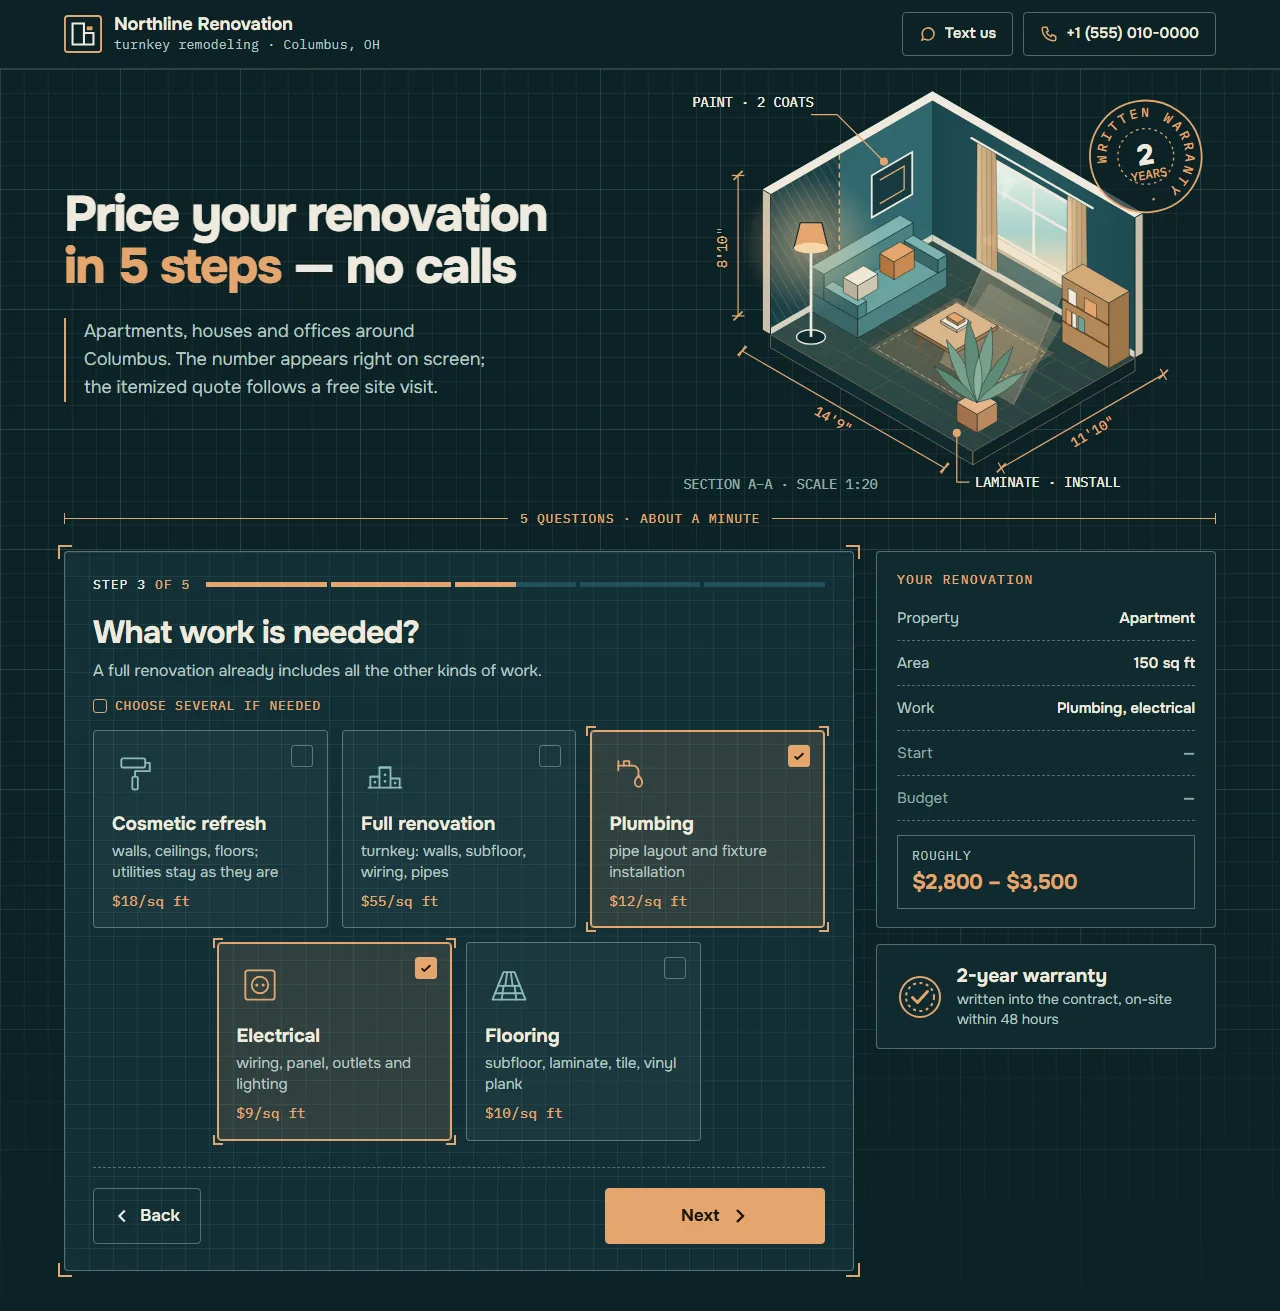 Northline Renovation
turnkey remodeling · Columbus, OH
Text us
+1 (555) 010-0000
Price your renovation
in 5 steps — no calls
Apartments, houses and offices around
Columbus. The number appears right on screen;
the itemized quote follows a free site visit.
PAINT · 2 COATS
WRITTEN WARRANTY ·
2
YEARS
8'10"
14'9"
11'10"
SECTION A–A · SCALE 1:20
LAMINATE · INSTALL
5 QUESTIONS · ABOUT A MINUTE
STEP 3 OF 5
What work is needed?
A full renovation already includes all the other kinds of work.
CHOOSE SEVERAL IF NEEDED
Cosmetic refresh
walls, ceilings, floors;
utilities stay as they are
$18/sq ft
Full renovation
turnkey: walls, subfloor,
wiring, pipes
$55/sq ft
Plumbing
pipe layout and fixture
installation
$12/sq ft
Electrical
wiring, panel, outlets and
lighting
$9/sq ft
Flooring
subfloor, laminate, tile, vinyl
plank
$10/sq ft
Back
Next
YOUR RENOVATION
Property Apartment
Area 150 sq ft
Work Plumbing, electrical
Start —
Budget —
ROUGHLY
$2,800 – $3,500
2-year warranty
written into the contract, on-site
within 48 hours